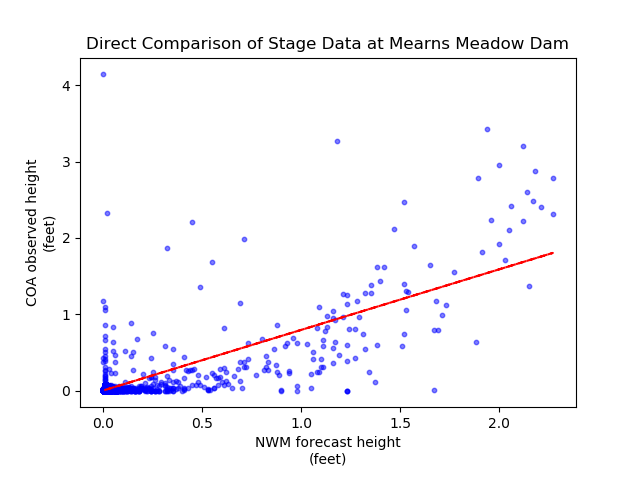 Direct Comparison of Stage Data at Mearns Meadow Dam
4
3
2
1
0
COA observed height
(feet)
0.0 0.5 1.0 1.5 2.0
NWM forecast height
(feet)